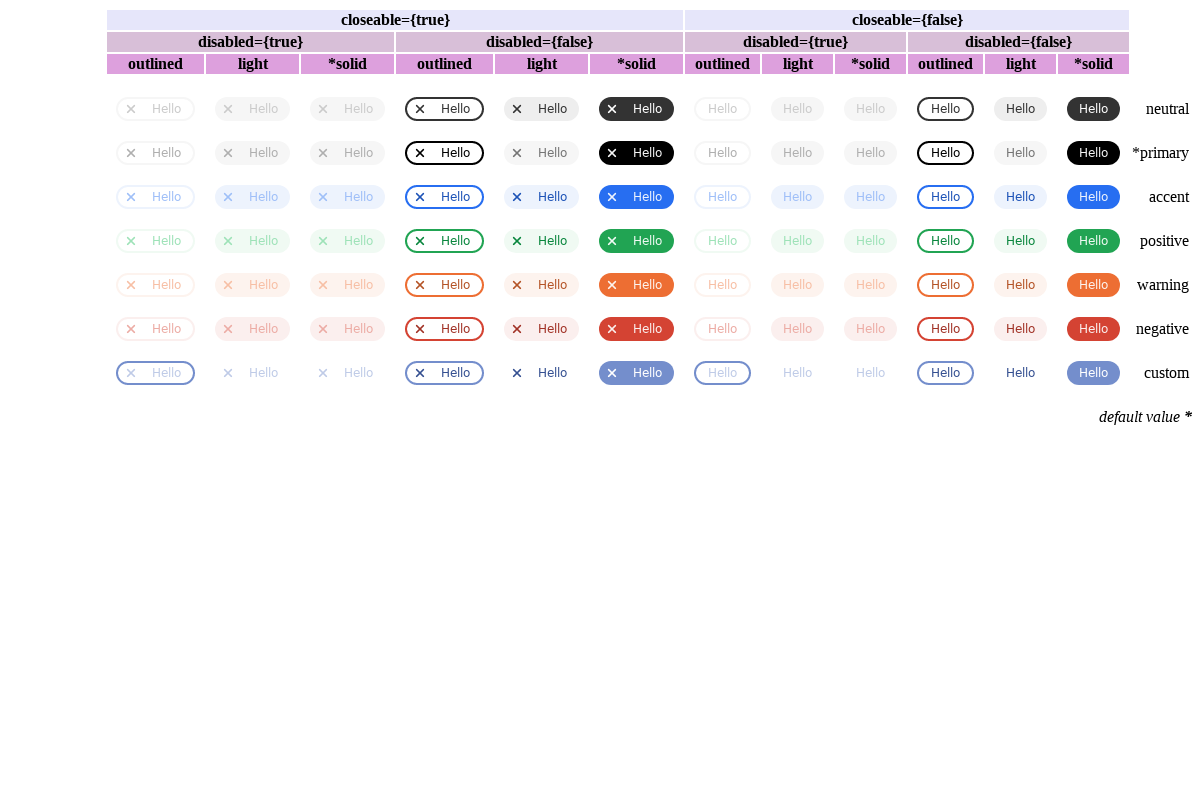 closeable={true} closeable={false}
disabled={true} disabled={false} disabled={true} disabled={false}
outlined light *solid outlined light *solid outlined light *solid outlined light *solid
Hello Hello Hello Hello Hello Hello Hello Hello Hello Hello Hello Hello neutral
Hello Hello Hello Hello Hello Hello Hello Hello Hello Hello Hello Hello *primary
Hello Hello Hello Hello Hello Hello Hello Hello Hello Hello Hello Hello accent
Hello Hello Hello Hello Hello Hello Hello Hello Hello Hello Hello Hello positive
Hello Hello Hello Hello Hello Hello Hello Hello Hello Hello Hello Hello warning
Hello Hello Hello Hello Hello Hello Hello Hello Hello Hello Hello Hello negative
Hello Hello Hello Hello Hello Hello Hello Hello Hello Hello Hello Hello custom
default value *